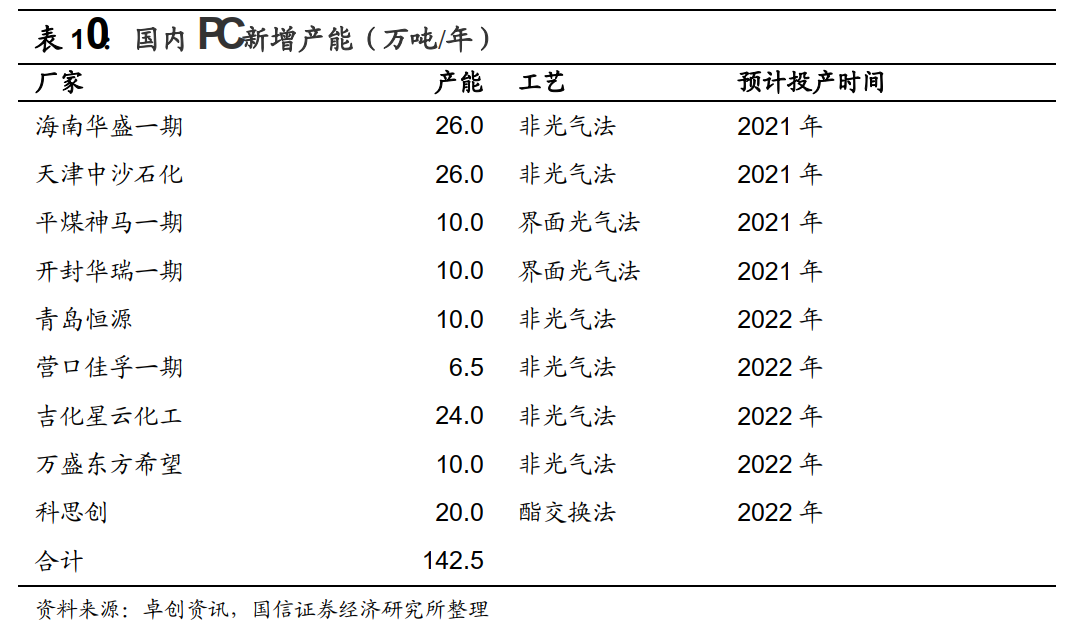 表 10: 国内 PC新增产能（万吨/年）
厂家 产能 工艺 预计投产时间
海南华盛一期 26.0 非光气法 2021 年
天津中沙石化 26.0 非光气法 2021 年
平煤神马一期 10.0 界面光气法 2021 年
开封华瑞一期 10.0 界面光气法 2021 年
青岛恒源 10.0 非光气法 2022 年
营口佳孚一期 6.5 非光气法 2022 年
吉化星云化工 24.0 非光气法 2022 年
万盛东方希望 10.0 非光气法 2022 年
科思创 20.0 酯交换法 2022 年
合计 142.5
资料来源：卓创资讯，国信证券经济研究所整理